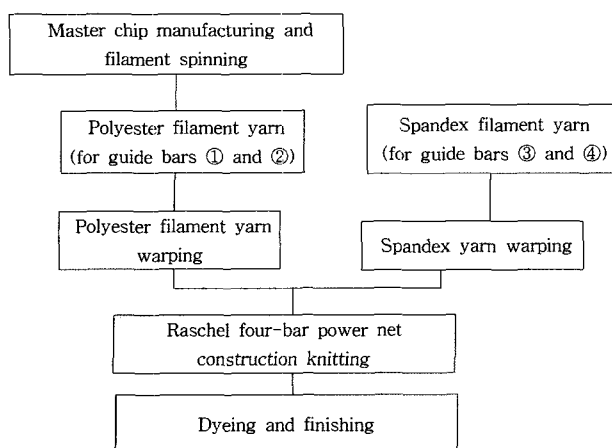 Master chip manufacturing and
filament spinning
Polyester filament yarn
(for guide bars ① and ②))
Spandex filament yarn
(for guide bars ③ and ④)
Polyester filament yarn
warping
Spandex yarn warping
Raschel four-bar power net
construction knitting
Dyeing and finishing